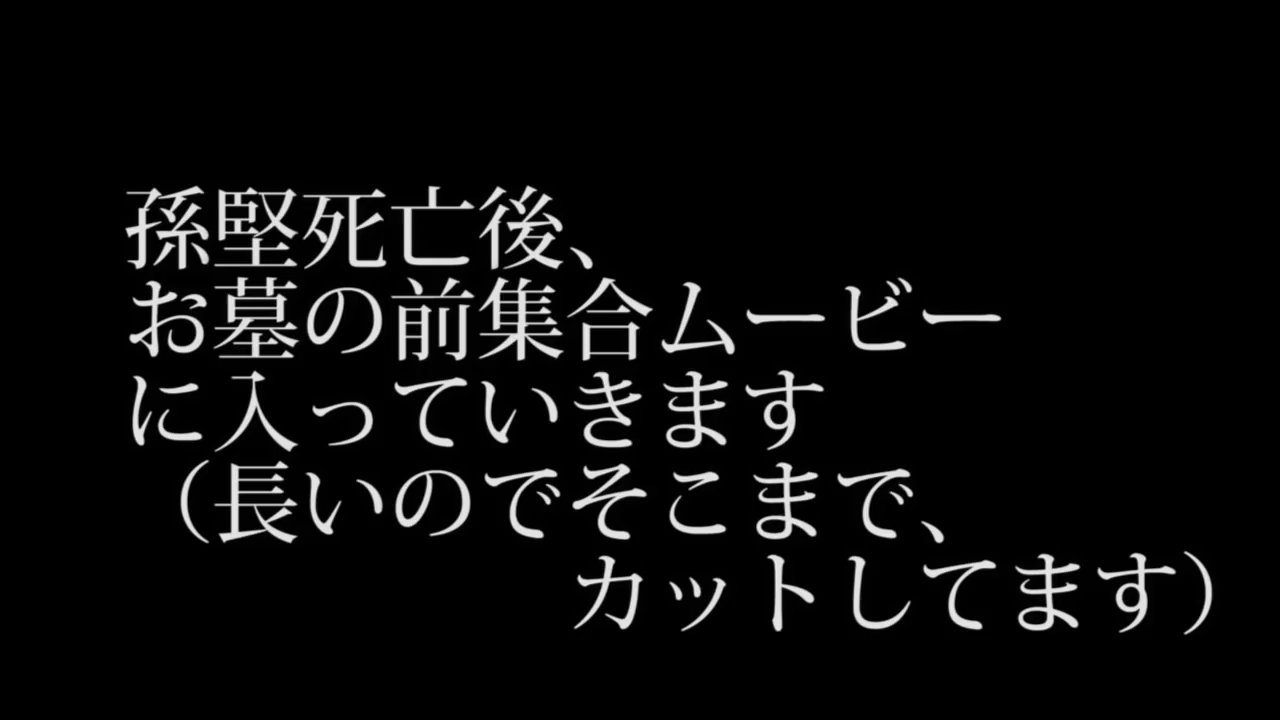 孫堅死亡後、
お墓の前集合ムービー
に入っていきます
（長いのでそこまで、
カットしてます）